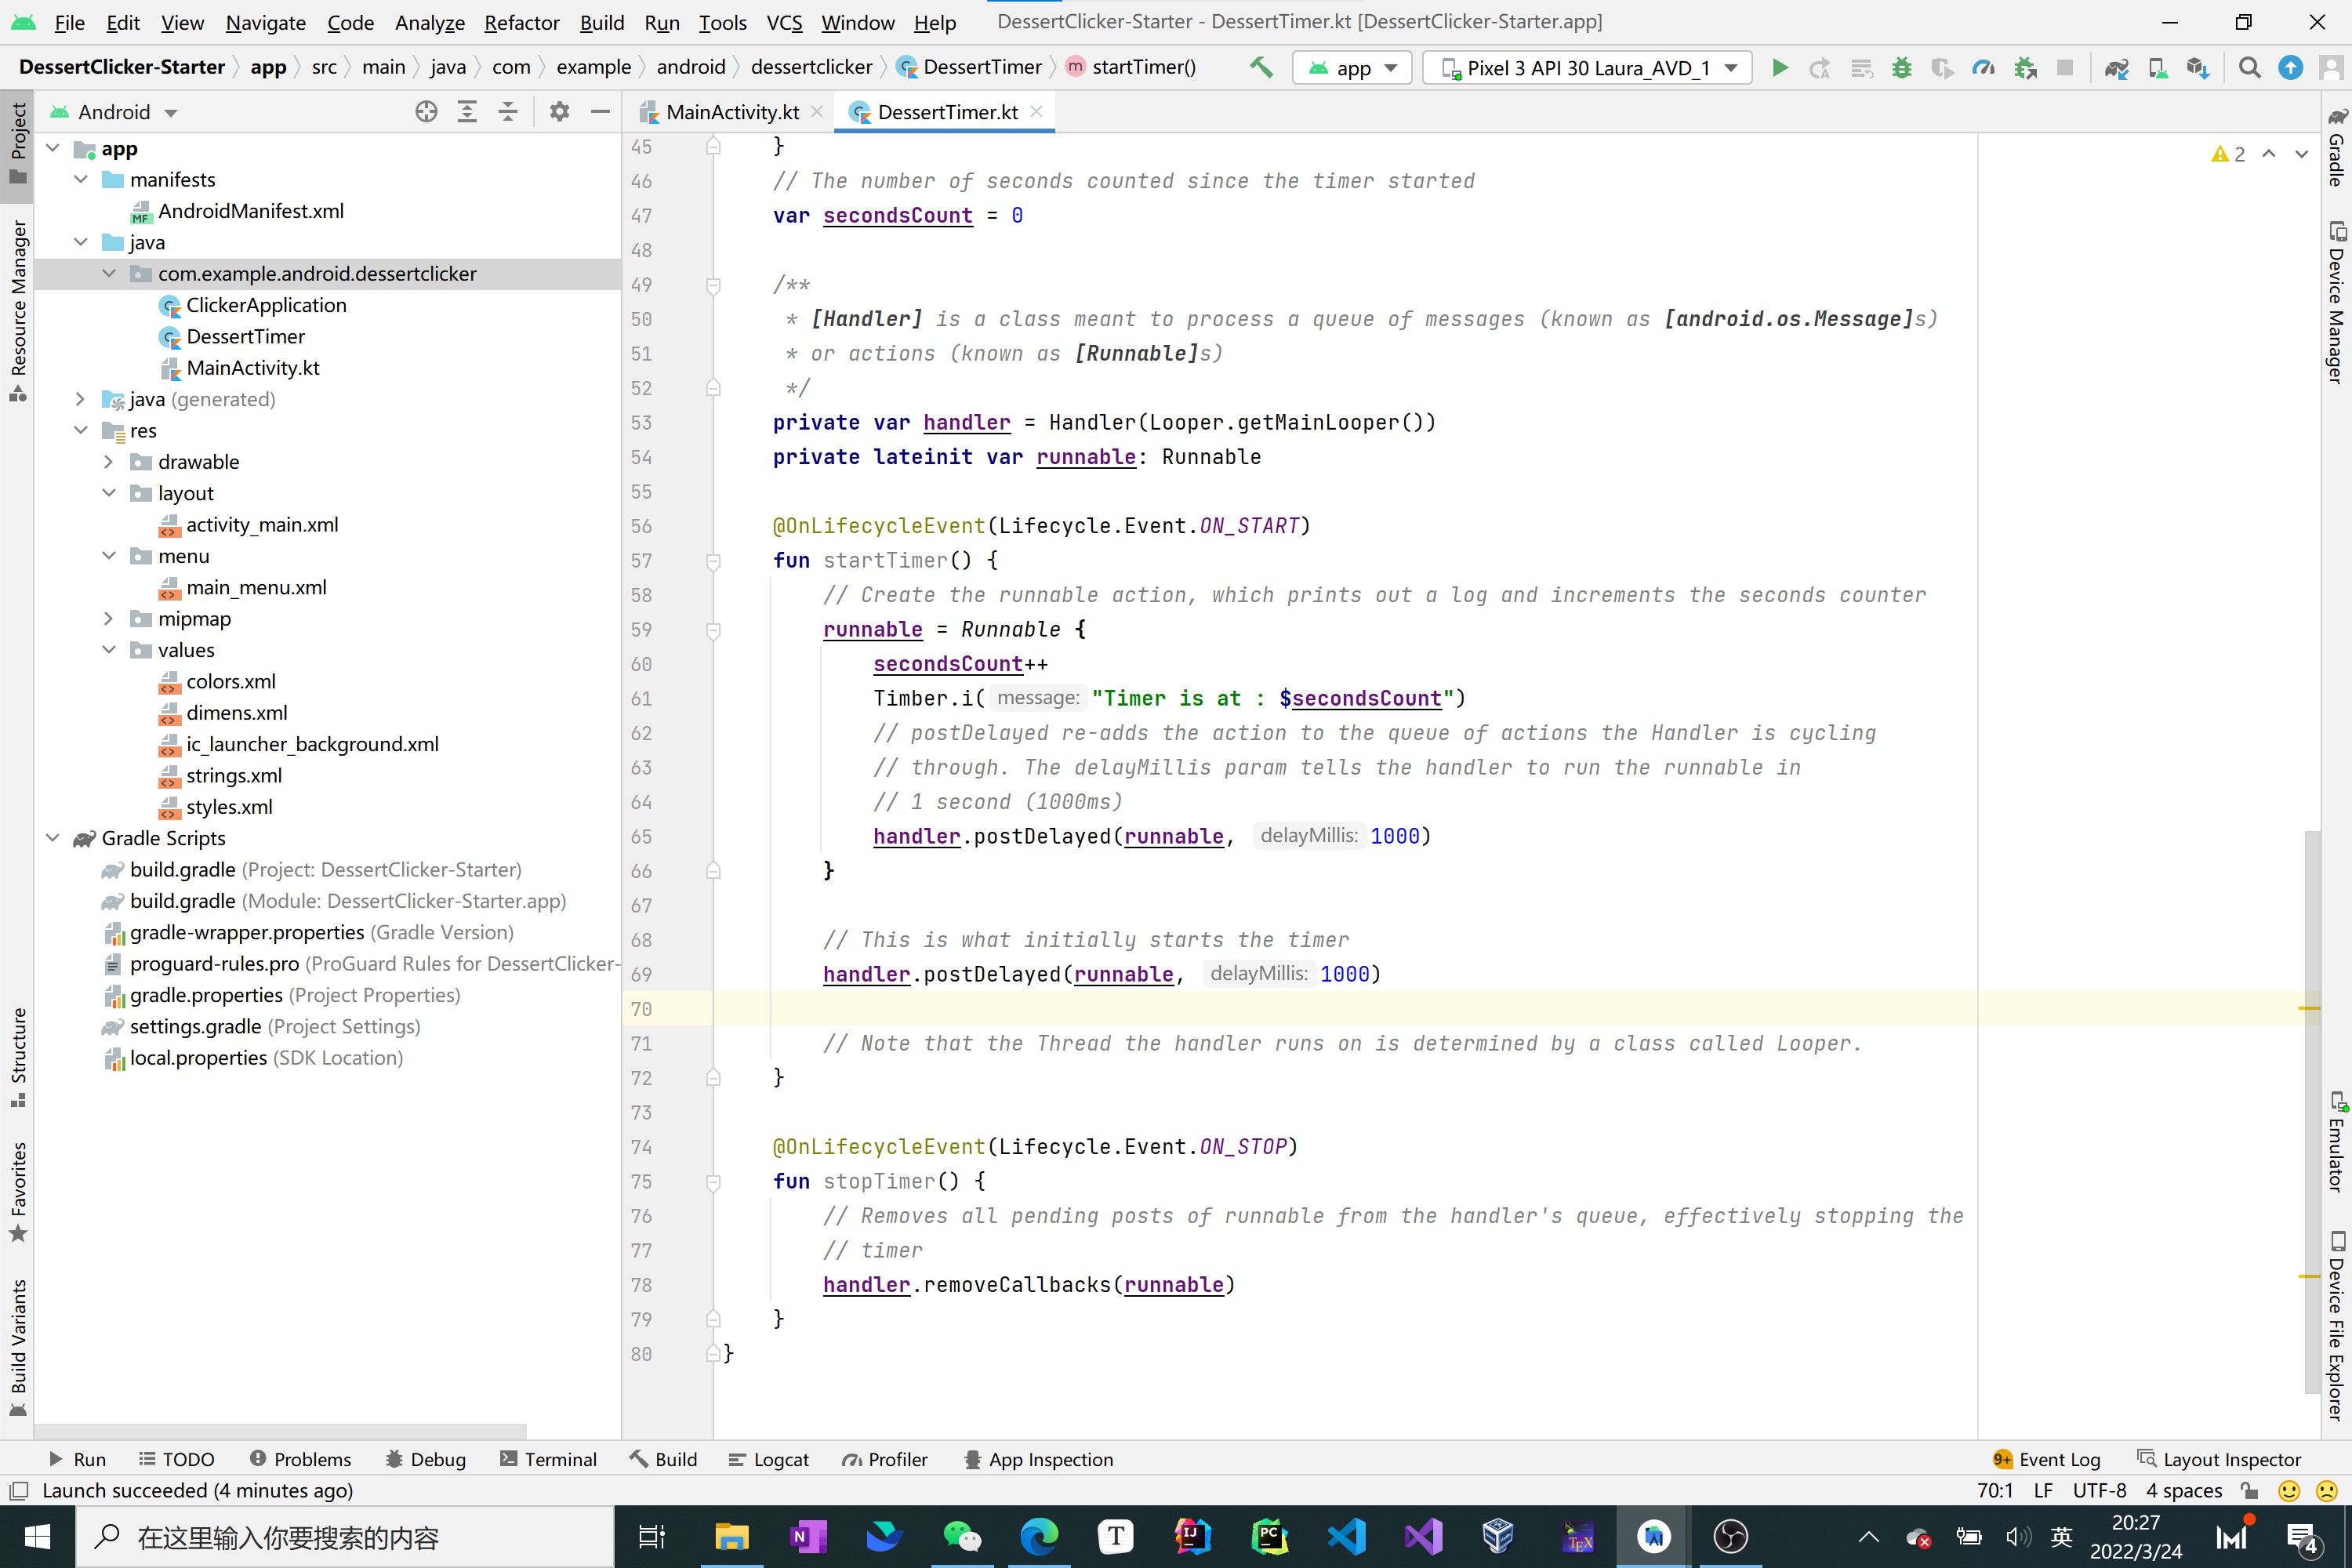 File Edit View Navigate Code Analyze Refactor Build Run Tools VCS Window Help DessertClicker-Starter - DessertTimer.kt [DessertClicker-Starter.app]
DessertClicker-Starter app src main java com example android dessertclicker DessertTimer startTimer() app Pixel 3 API 30 Laura_AVD_1
Project
Resource Manager
Structure
Favorites
Build Variants
Android
app
manifests
AndroidManifest.xml
java
com.example.android.dessertclicker
ClickerApplication
DessertTimer
MainActivity.kt
java (generated)
res
drawable
layout
activity_main.xml
menu
main_menu.xml
mipmap
values
colors.xml
dimens.xml
ic_launcher_background.xml
strings.xml
styles.xml
Gradle Scripts
build.gradle (Project: DessertClicker-Starter)
build.gradle (Module: DessertClicker-Starter.app)
gradle-wrapper.properties (Gradle Version)
proguard-rules.pro (ProGuard Rules for DessertClicker-
gradle.properties (Project Properties)
settings.gradle (Project Settings)
local.properties (SDK Location)
MainActivity.kt DessertTimer.kt
2
45 }
46 // The number of seconds counted since the timer started
47 var secondsCount = 0
48
49 /**
50 * [Handler] is a class meant to process a queue of messages (known as [android.os.Message]s)
51 * or actions (known as [Runnable]s)
52 */
53 private var handler = Handler(Looper.getMainLooper())
54 private lateinit var runnable: Runnable
55
56 @OnLifecycleEvent(Lifecycle.Event.ON_START)
57 fun startTimer() {
58 // Create the runnable action, which prints out a log and increments the seconds counter
59 runnable = Runnable {
60 secondsCount++
61 Timber.i( message: "Timer is at : $secondsCount")
62 // postDelayed re-adds the action to the queue of actions the Handler is cycling
63 // through. The delayMillis param tells the handler to run the runnable in
64 // 1 second (1000ms)
65 handler.postDelayed(runnable, delayMillis: 1000)
66 }
67
68 // This is what initially starts the timer
69 handler.postDelayed(runnable, delayMillis: 1000)
70
71 // Note that the Thread the handler runs on is determined by a class called Looper.
72 }
73
74 @OnLifecycleEvent(Lifecycle.Event.ON_STOP)
75 fun stopTimer() {
76 // Removes all pending posts of runnable from the handler's queue, effectively stopping the
77 // timer
78 handler.removeCallbacks(runnable)
79 }
80 }
Gradle
Device Manager
Emulator
Device File Explorer
Run TODO Problems Debug Terminal Build Logcat Profiler App Inspection 9+ Event Log Layout Inspector
Launch succeeded (4 minutes ago) 70:1 LF UTF-8 4 spaces
在这里输入你要搜索的内容 英 20:27
2022/3/24 4